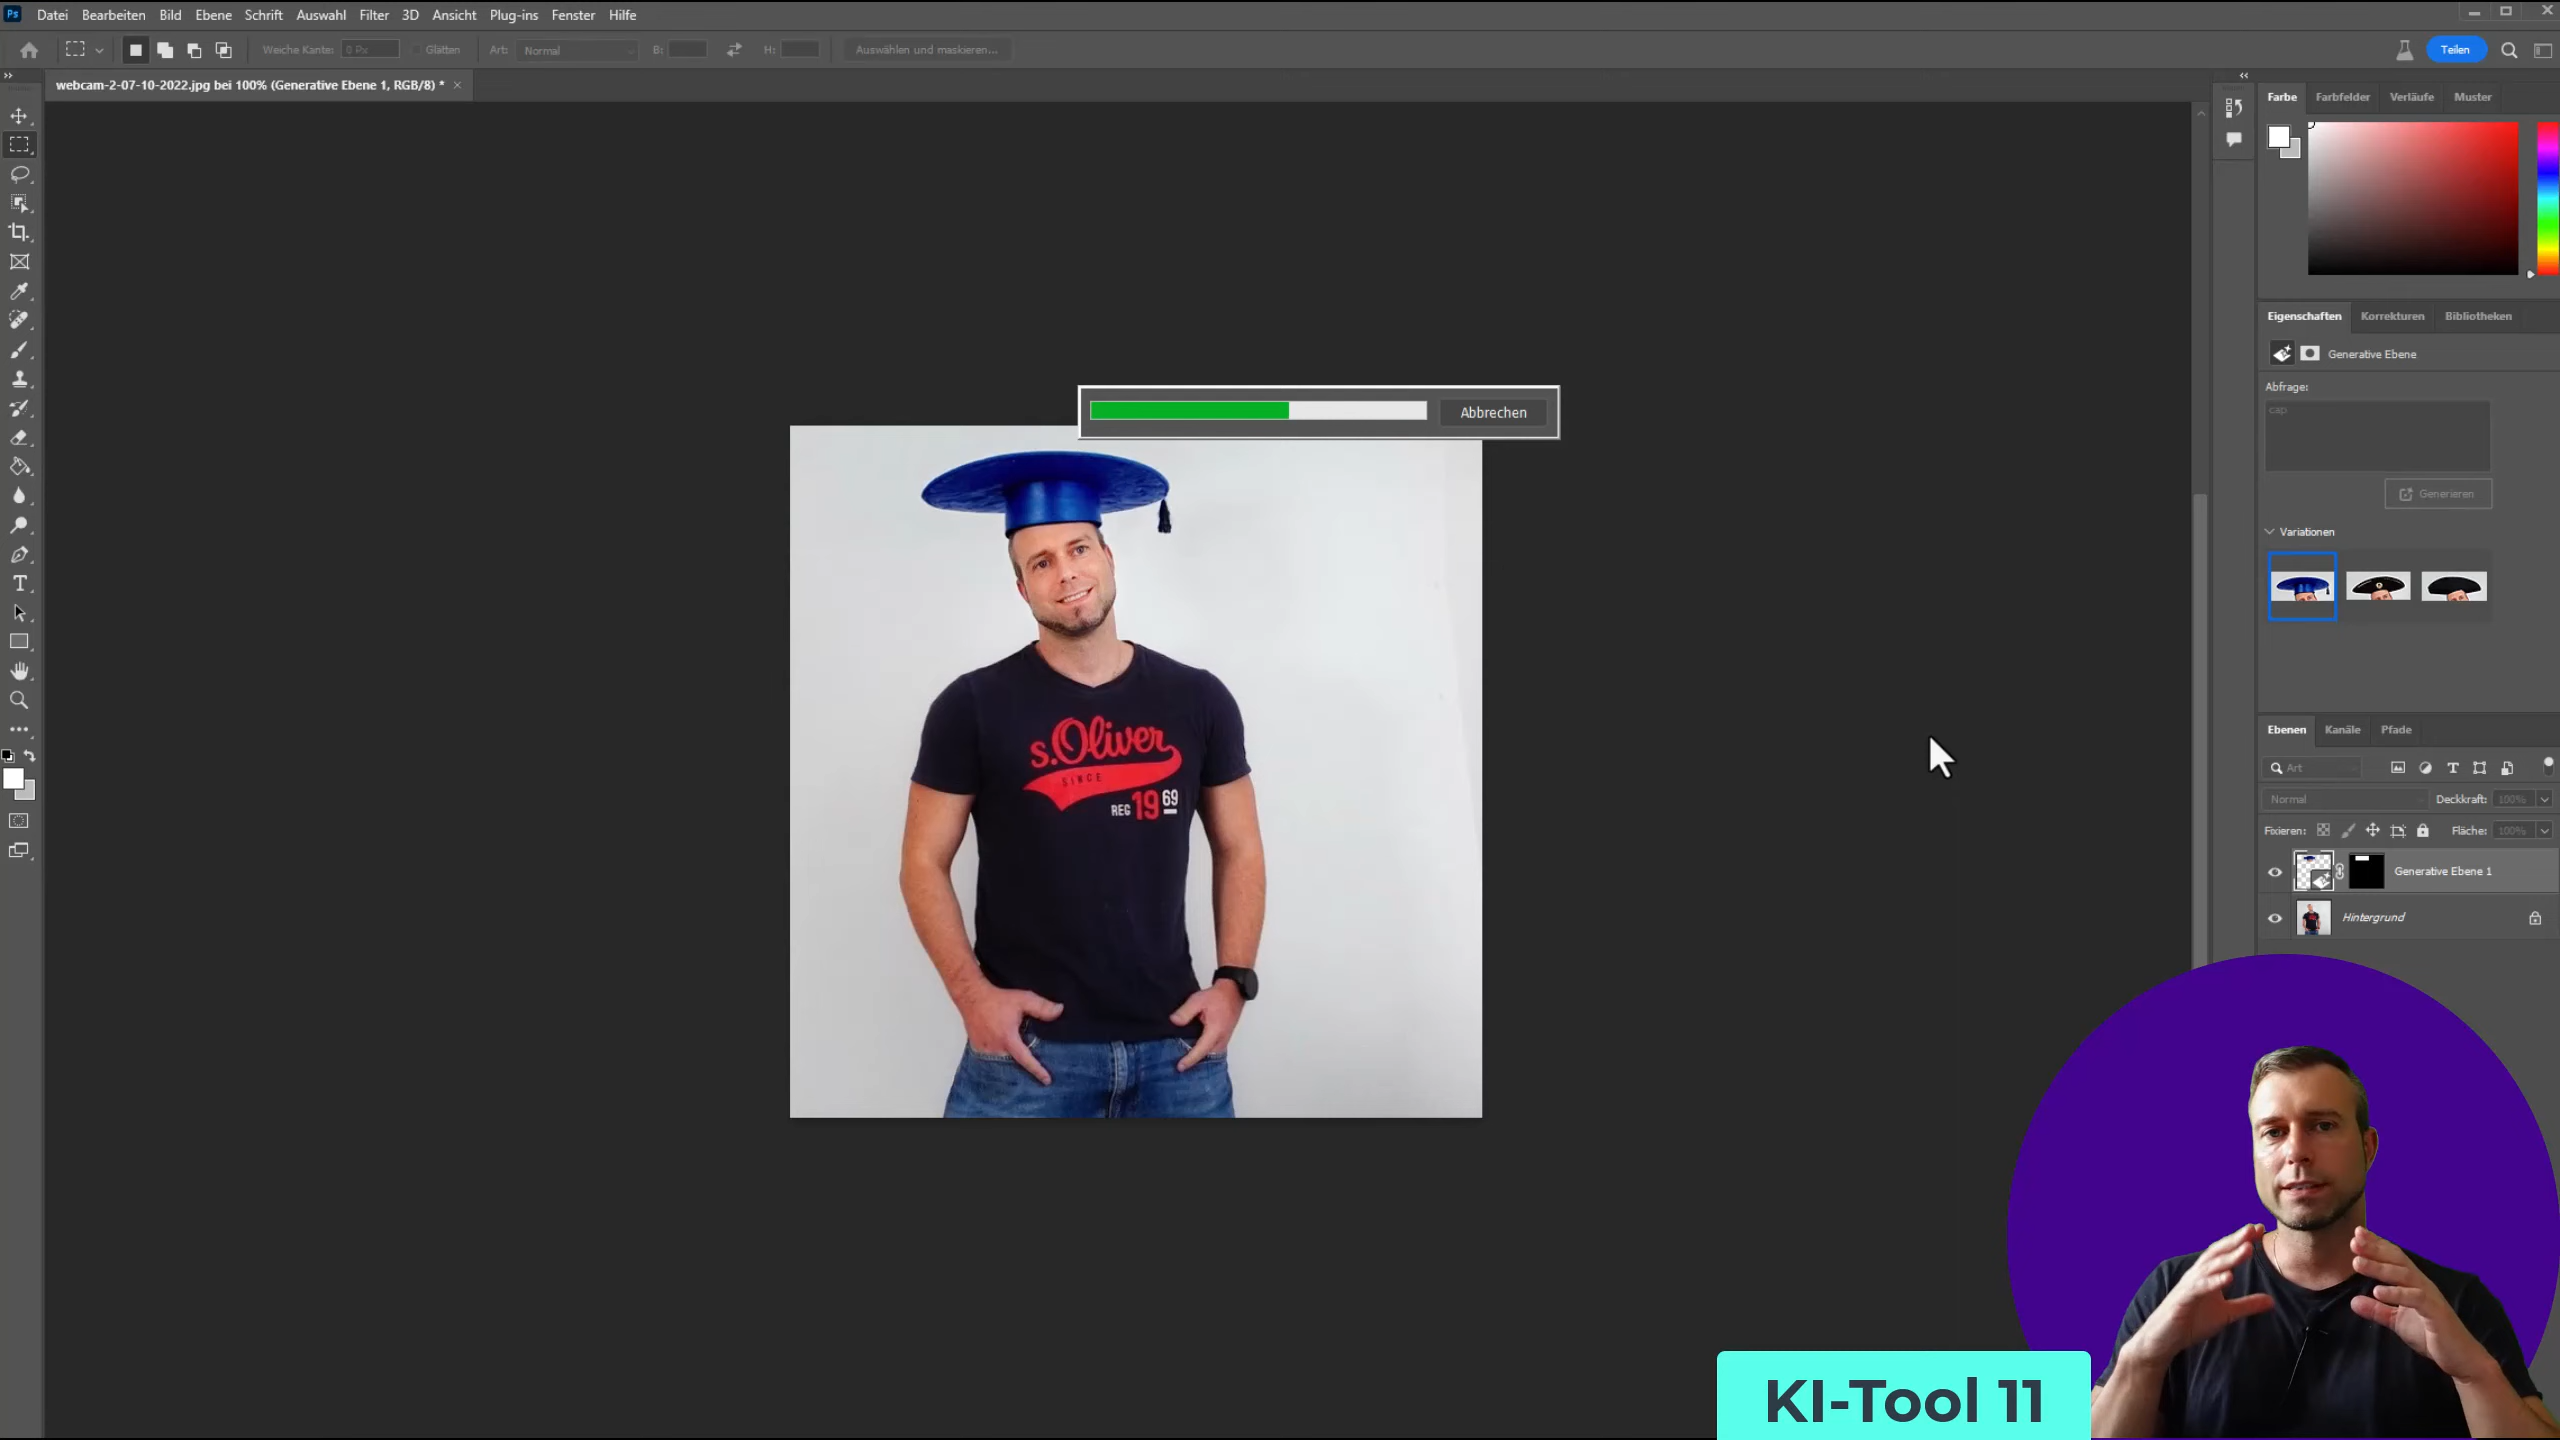 Ps Datei Bearbeiten Bild Ebene Schrift Auswahl Filter 3D Ansicht Plug-ins Fenster Hilfe
Weiche Kante: 0 Px Glätten Art: Normal B: H: Auswählen und maskieren... Teilen
webcam-2-07-10-2022.jpg bei 100% (Generative Ebene 1, RGB/8) *
Farbe Farbfelder Verläufe Muster
Eigenschaften Korrekturen Bibliotheken
Generative Ebene
Abfrage:
cap
Generieren
Variationen
Abbrechen
s.Oliver
SINCE
REG 19 69
Ebenen Kanäle Pfade
Art
Normal Deckkraft: 100%
Fixieren: Fläche: 100%
Generative Ebene 1
Hintergrund
KI-Tool 11